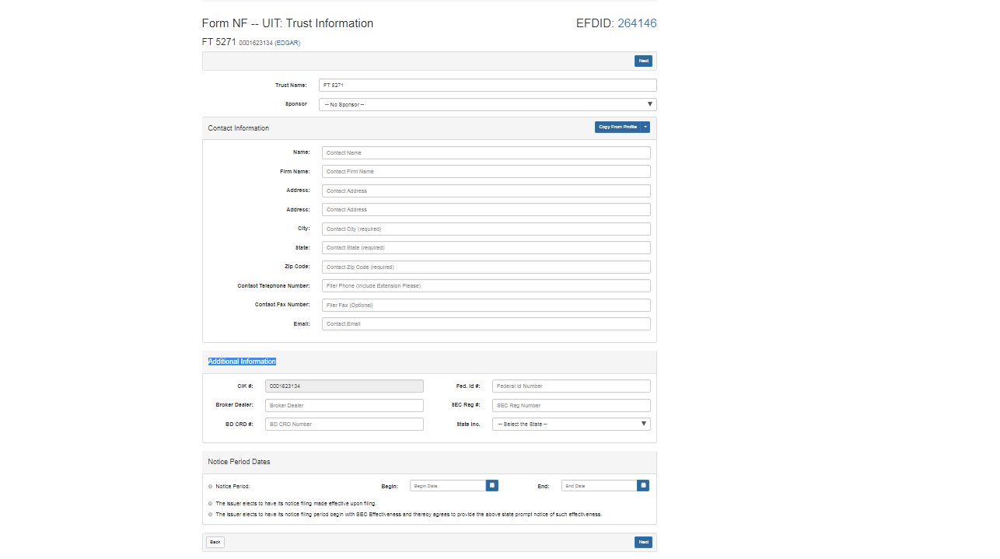 Form NF -- UIT: Trust Information EFDID: 264146
FT 5271 0001623134 (EDGAR)
Next
Trust Name: FT 5271
Sponsor -- No Sponsor --
Contact Information Copy From Profile
Name: Contact Name
Firm Name: Contact Firm Name
Address: Contact Address
Address: Contact Address
City: Contact City (required)
State: Contact State (required)
Zip Code: Contact Zip Code (required)
Contact Telephone Number: Filer Phone (Include Extension Please)
Contact Fax Number: Filer Fax (Optional)
Email: Contact Email
Additional Information
CIK #: 0001623134 Fed. Id #: Federal Id Number
Broker Dealer: Broker Dealer SEC Reg #: SEC Reg Number
BD CRD #: BD CRD Number State Inc. -- Select the State --
Notice Period Dates
Notice Period: Begin: Begin Date End: End Date
The issuer elects to have its notice filing made effective upon filing.
The issuer elects to have its notice filing period begin with SEC Effectiveness and thereby agrees to provide the above state prompt notice of such effectiveness.
Back Next